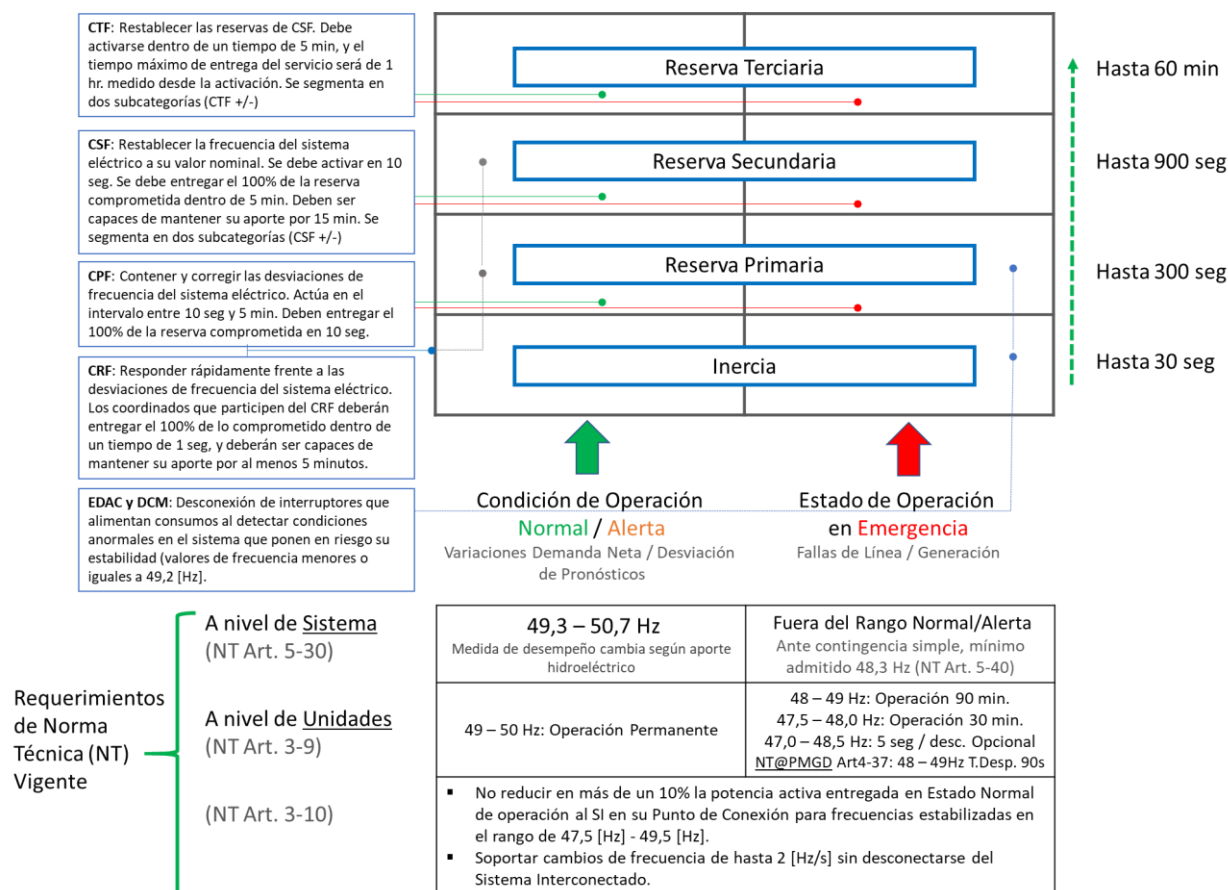 CTF: Restablecer las reservas de CSF. Debe
activarse dentro de un tiempo de 5 min, y el
tiempo máximo de entrega del servicio será de 1
hr. medido desde la activación. Se segmenta en
dos subcategorías (CTF +/-)
CSF: Restablecer la frecuencia del sistema
eléctrico a su valor nominal. Se debe activar en 10
seg. Se debe entregar el 100% de la reserva
comprometida dentro de 5 min. Deben ser
capaces de mantener su aporte por 15 min. Se
segmenta en dos subcategorías (CSF +/-)
CPF: Contener y corregir las desviaciones de
frecuencia del sistema eléctrico. Actúa en el
intervalo entre 10 seg y 5 min. Deben entregar el
100% de la reserva comprometida en 10 seg.
CRF: Responder rápidamente frente a las
desviaciones de frecuencia del sistema eléctrico.
Los coordinados que participen del CRF deberán
entregar el 100% de lo comprometido dentro de
un tiempo de 1 seg, y deberán ser capaces de
mantener su aporte por al menos 5 minutos.
EDAC y DCM: Desconexión de interruptores que
alimentan consumos al detectar condiciones
anormales en el sistema que ponen en riesgo su
estabilidad (valores de frecuencia menores o
iguales a 49,2 [Hz].
Reserva Terciaria
Reserva Secundaria
Reserva Primaria
Inercia
Hasta 60 min
Hasta 900 seg
Hasta 300 seg
Hasta 30 seg
Condición de Operación
Normal / Alerta
Variaciones Demanda Neta / Desviación
de Pronósticos
Estado de Operación
en Emergencia
Fallas de Línea / Generación
Requerimientos
de Norma
Técnica (NT)
Vigente
A nivel de Sistema
(NT Art. 5-30)
A nivel de Unidades
(NT Art. 3-9)
(NT Art. 3-10)
49,3 – 50,7 Hz
Medida de desempeño cambia según aporte
hidroeléctrico
Fuera del Rango Normal/Alerta
Ante contingencia simple, mínimo
admitido 48,3 Hz (NT Art. 5-40)
49 – 50 Hz: Operación Permanente
48 – 49 Hz: Operación 90 min.
47,5 – 48,0 Hz: Operación 30 min.
47,0 – 48,5 Hz: 5 seg / desc. Opcional
NT@PMGD Art4-37: 48 – 49Hz T.Desp. 90s
▪ No reducir en más de un 10% la potencia activa entregada en Estado Normal
de operación al SI en su Punto de Conexión para frecuencias estabilizadas en
el rango de 47,5 [Hz] - 49,5 [Hz].
▪ Soportar cambios de frecuencia de hasta 2 [Hz/s] sin desconectarse del
Sistema Interconectado.